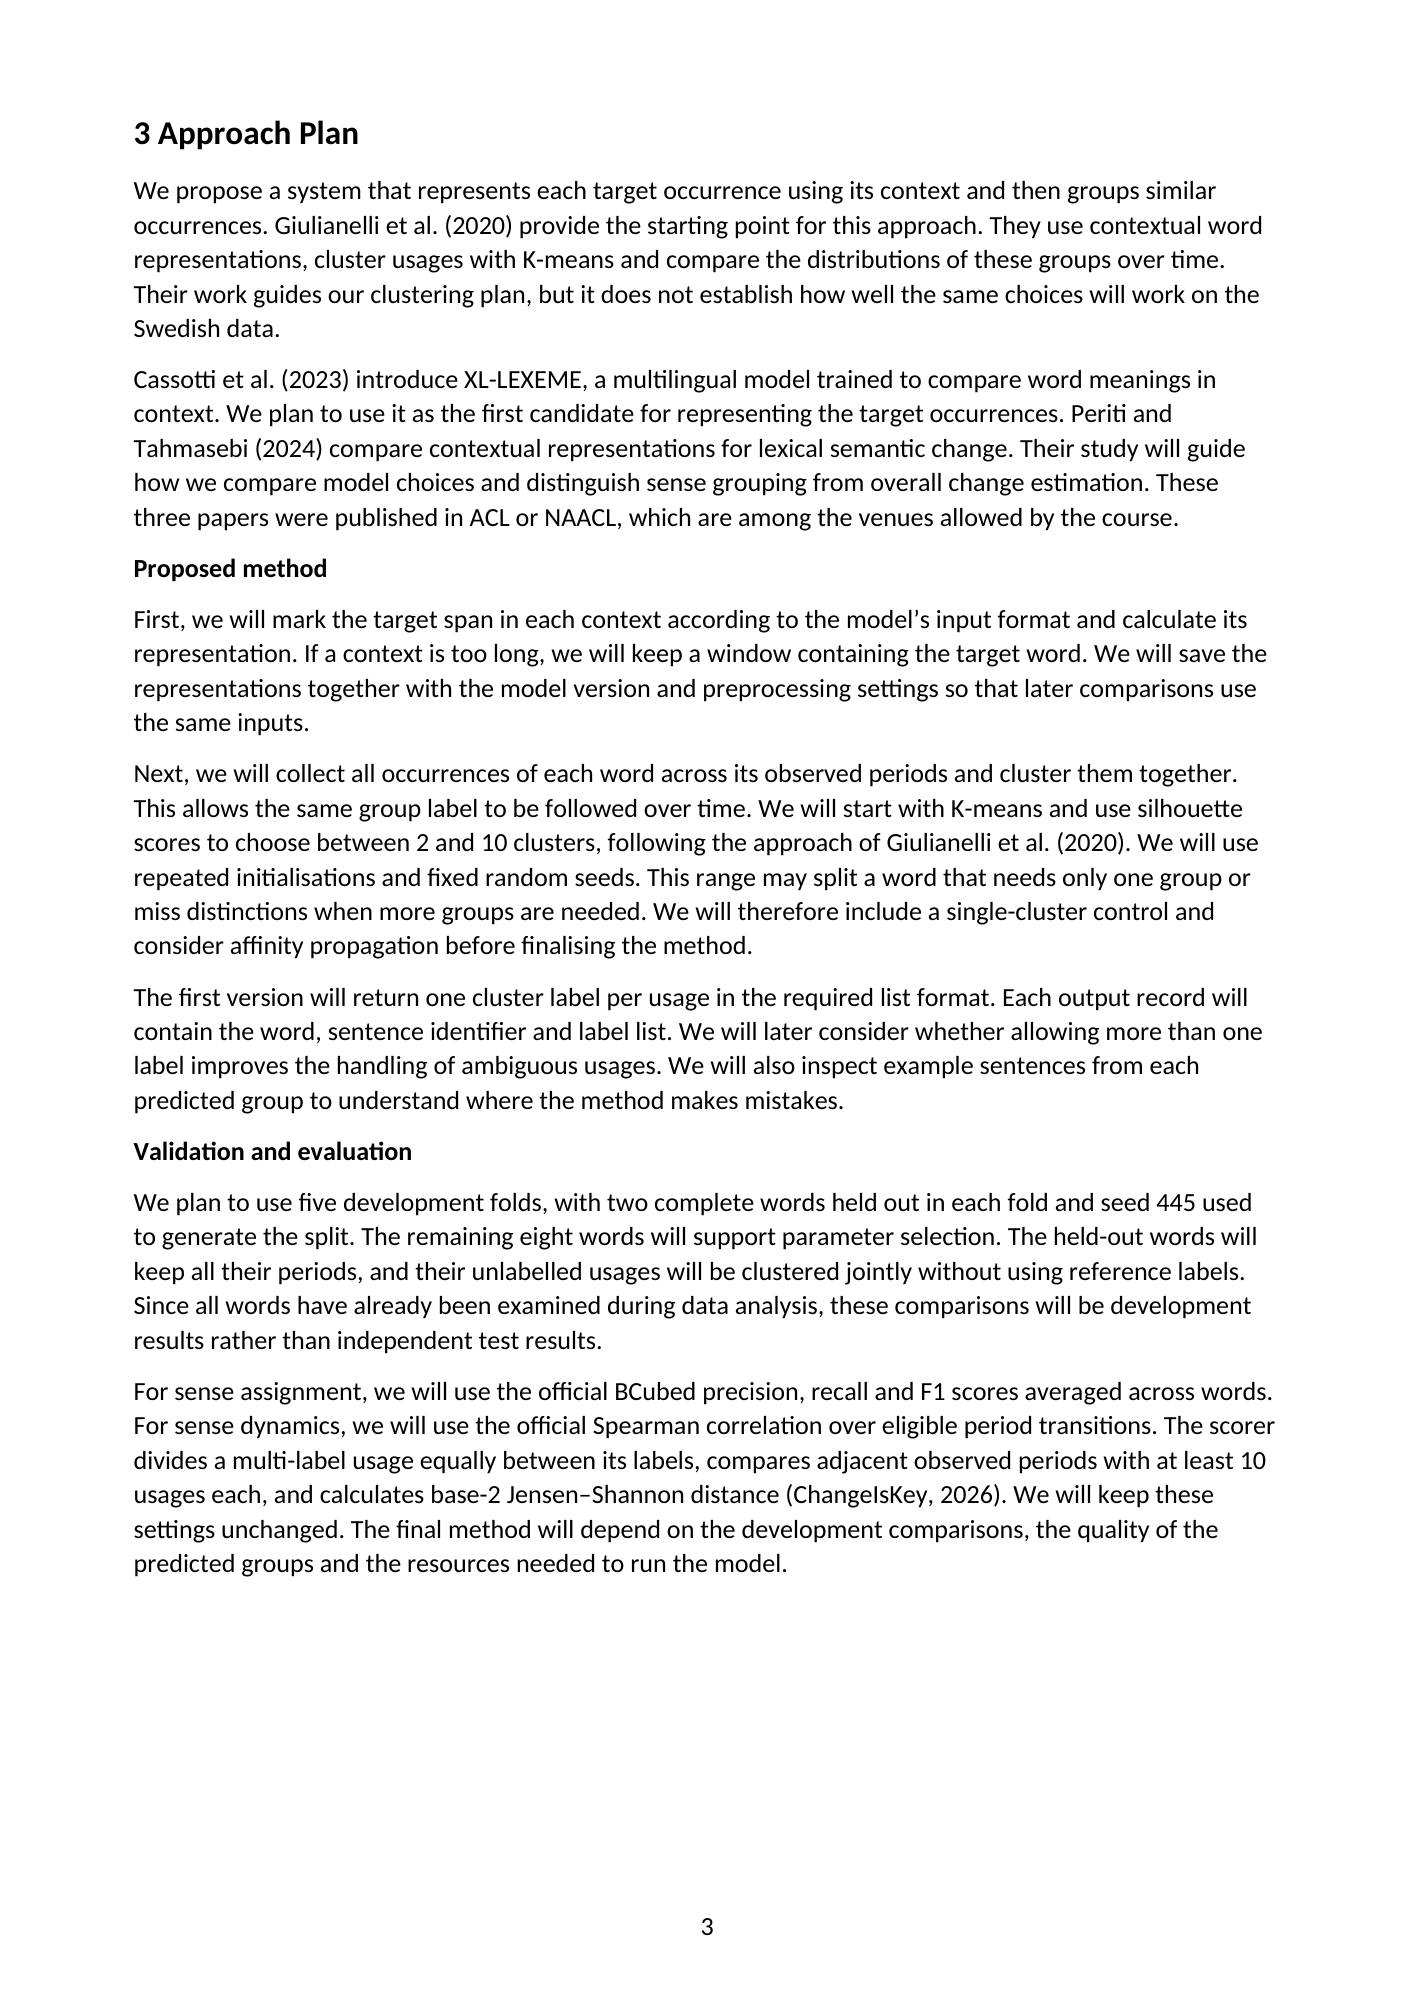 3 Approach Plan
We propose a system that represents each target occurrence using its context and then groups similar
occurrences. Giulianelli et al. (2020) provide the starting point for this approach. They use contextual word
representations, cluster usages with K-means and compare the distributions of these groups over time.
Their work guides our clustering plan, but it does not establish how well the same choices will work on the
Swedish data.
Cassotti et al. (2023) introduce XL-LEXEME, a multilingual model trained to compare word meanings in
context. We plan to use it as the first candidate for representing the target occurrences. Periti and
Tahmasebi (2024) compare contextual representations for lexical semantic change. Their study will guide
how we compare model choices and distinguish sense grouping from overall change estimation. These
three papers were published in ACL or NAACL, which are among the venues allowed by the course.
Proposed method
First, we will mark the target span in each context according to the model’s input format and calculate its
representation. If a context is too long, we will keep a window containing the target word. We will save the
representations together with the model version and preprocessing settings so that later comparisons use
the same inputs.
Next, we will collect all occurrences of each word across its observed periods and cluster them together.
This allows the same group label to be followed over time. We will start with K-means and use silhouette
scores to choose between 2 and 10 clusters, following the approach of Giulianelli et al. (2020). We will use
repeated initialisations and fixed random seeds. This range may split a word that needs only one group or
miss distinctions when more groups are needed. We will therefore include a single-cluster control and
consider affinity propagation before finalising the method.
The first version will return one cluster label per usage in the required list format. Each output record will
contain the word, sentence identifier and label list. We will later consider whether allowing more than one
label improves the handling of ambiguous usages. We will also inspect example sentences from each
predicted group to understand where the method makes mistakes.
Validation and evaluation
We plan to use five development folds, with two complete words held out in each fold and seed 445 used
to generate the split. The remaining eight words will support parameter selection. The held-out words will
keep all their periods, and their unlabelled usages will be clustered jointly without using reference labels.
Since all words have already been examined during data analysis, these comparisons will be development
results rather than independent test results.
For sense assignment, we will use the official BCubed precision, recall and F1 scores averaged across words.
For sense dynamics, we will use the official Spearman correlation over eligible period transitions. The scorer
divides a multi-label usage equally between its labels, compares adjacent observed periods with at least 10
usages each, and calculates base-2 Jensen–Shannon distance (ChangeIsKey, 2026). We will keep these
settings unchanged. The final method will depend on the development comparisons, the quality of the
predicted groups and the resources needed to run the model.
3